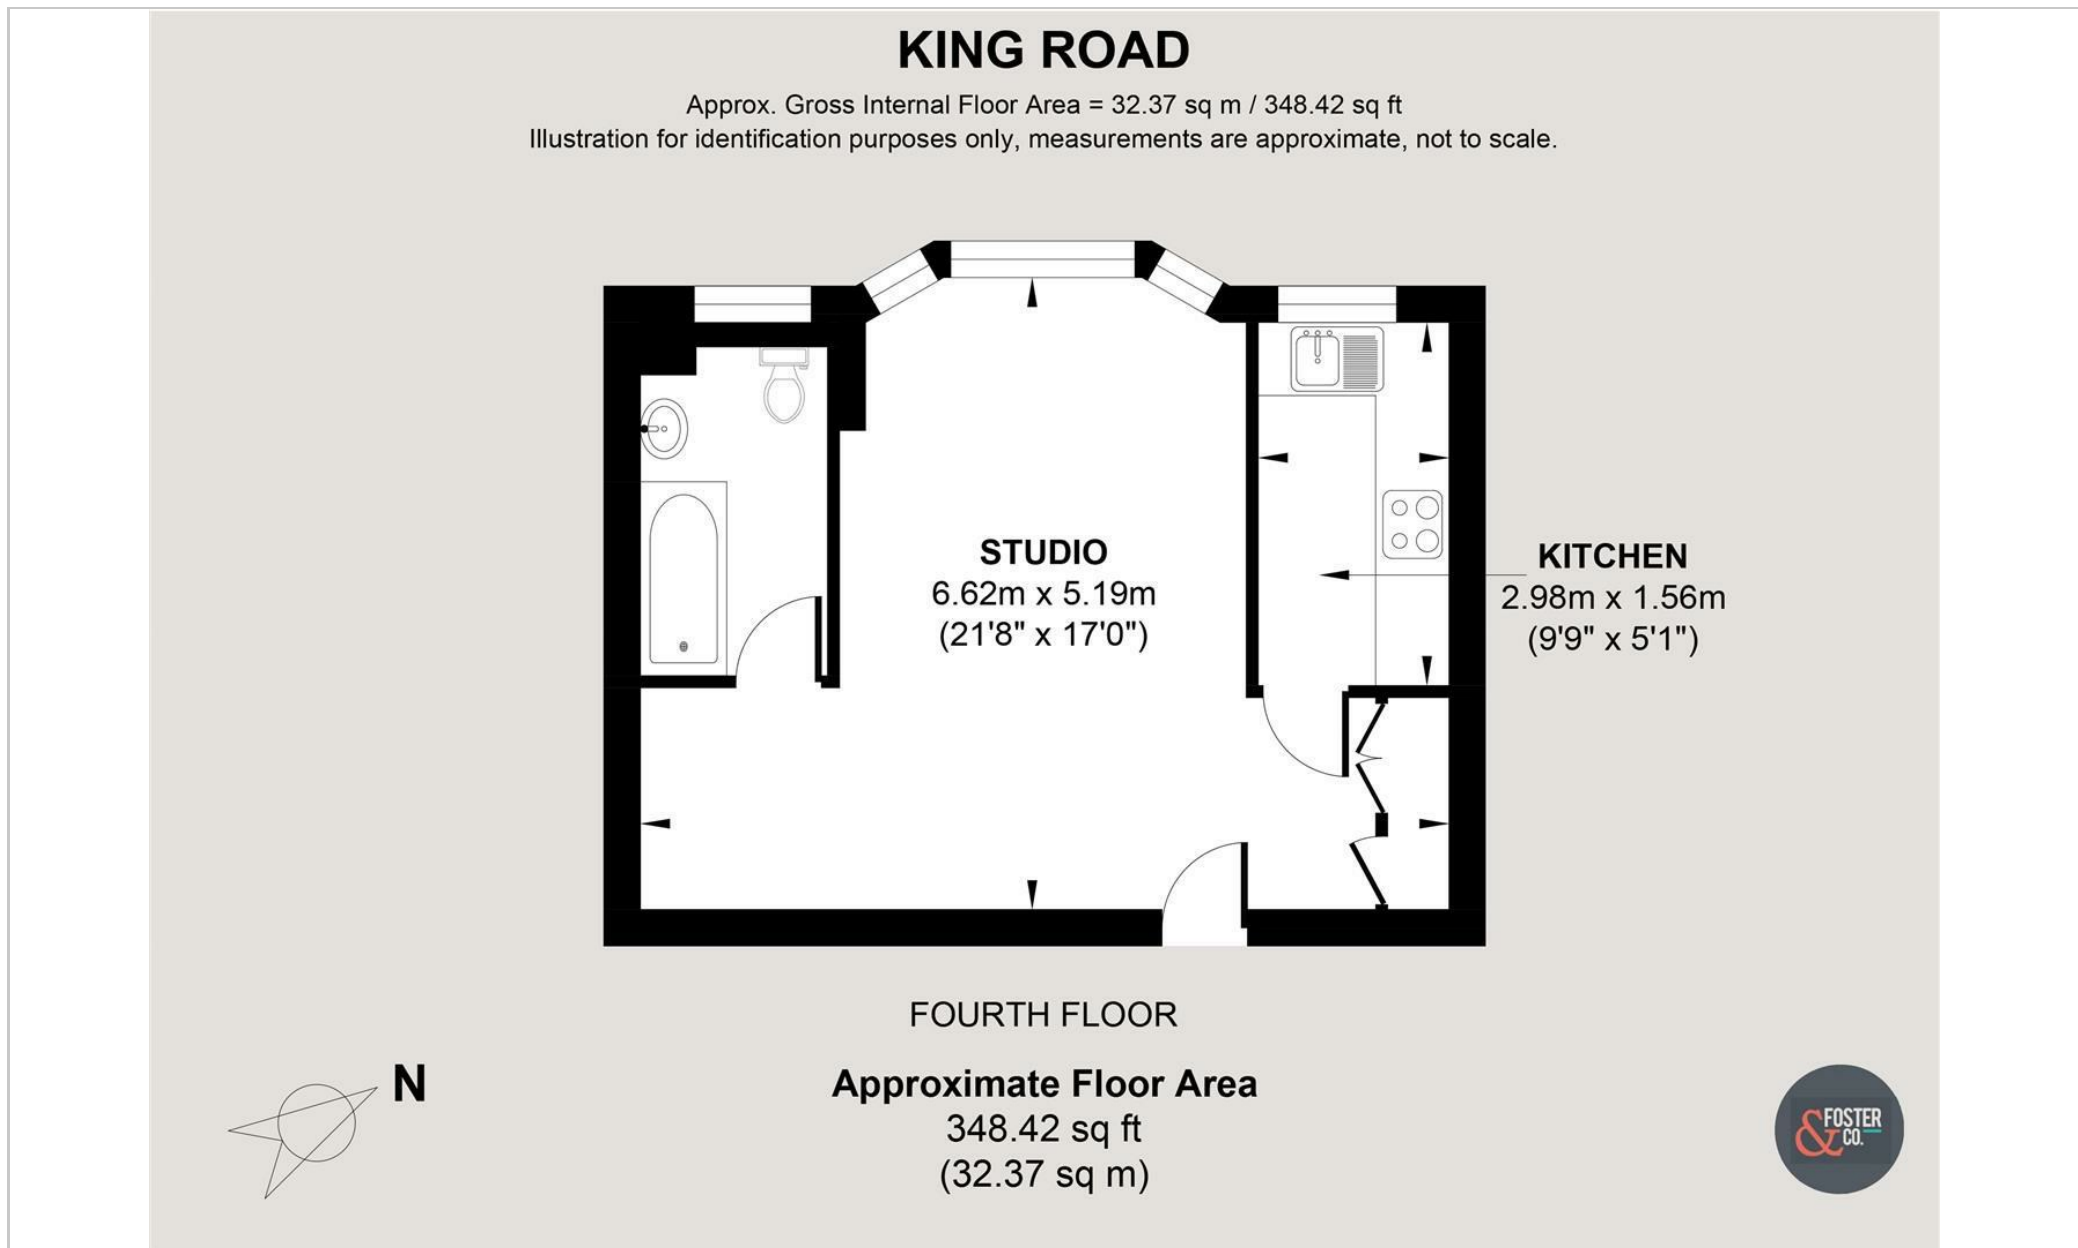 KING ROAD
Approx. Gross Internal Floor Area = 32.37 sq m / 348.42 sq ft
Illustration for identification purposes only, measurements are approximate, not to scale.
STUDIO
6.62m x 5.19m
(21'8" x 17'0")
KITCHEN
2.98m x 1.56m
(9'9" x 5'1")
FOURTH FLOOR
N
Approximate Floor Area
348.42 sq ft
(32.37 sq m)
& FOSTER
CO.